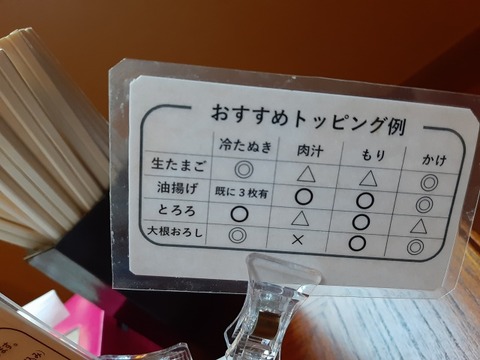 おすすめトッピング例
冷たぬき 肉汁 もり かけ
生たまご ◎ △ △ ◎
油揚げ 既に3枚有 〇 〇 ◎
とろろ 〇 △ 〇 △
大根おろし ◎ × 〇 ◎